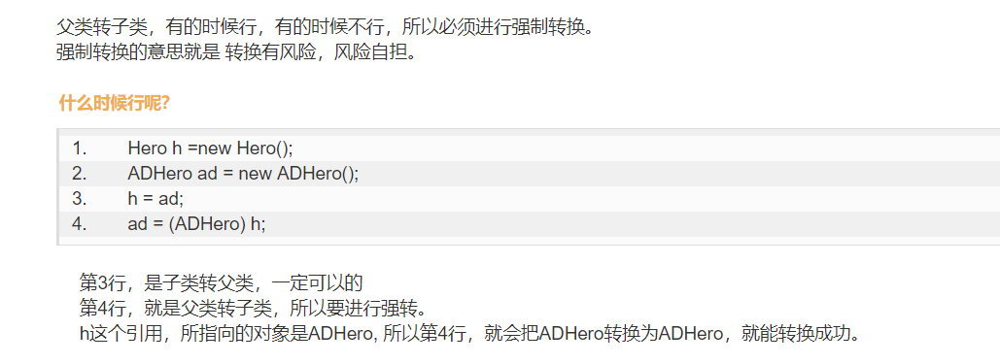 父类转子类，有的时候行，有的时候不行，所以必须进行强制转换。
强制转换的意思就是 转换有风险，风险自担。
什么时候行呢?
1. Hero h =new Hero();
2. ADHero ad = new ADHero();
3. h = ad;
4. ad = (ADHero) h;
第3行，是子类转父类，一定可以的
第4行，就是父类转子类，所以要进行强转。
h这个引用，所指向的对象是ADHero, 所以第4行，就会把ADHero转换为ADHero，就能转换成功。